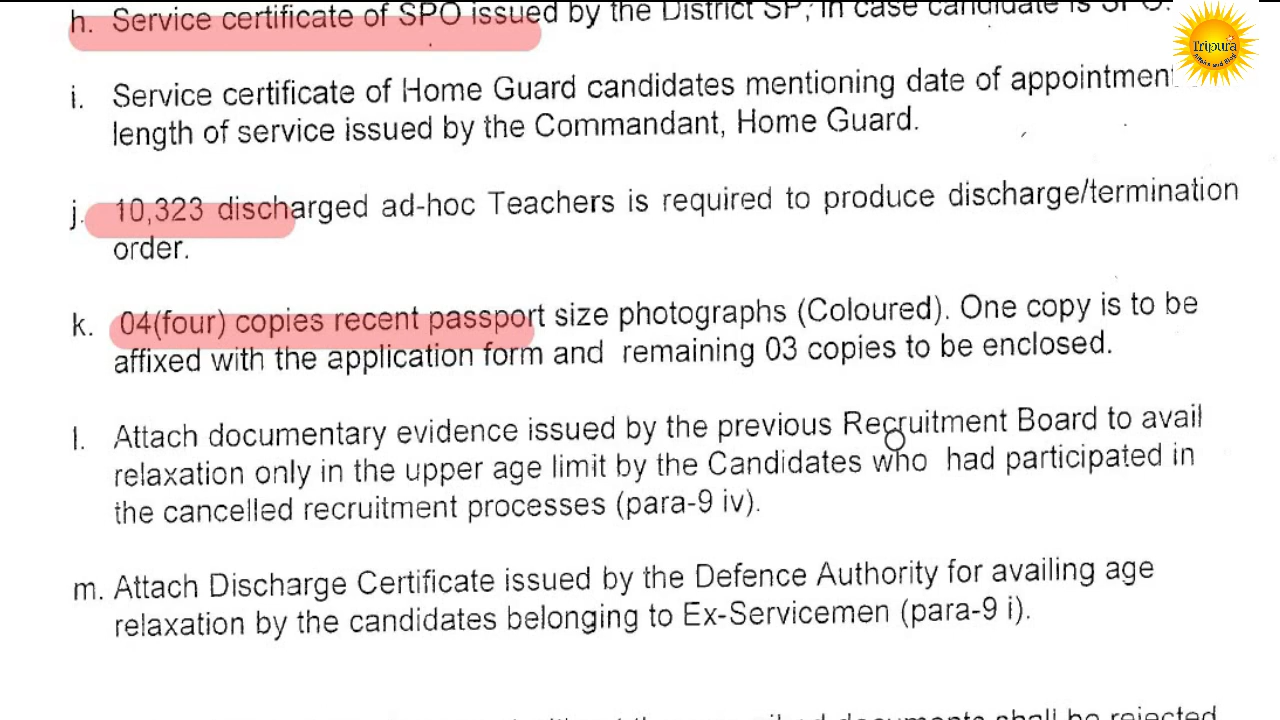 h. Service certificate of SPO issued by the District SP, in case candidate is SPO.
Tripura
i. Service certificate of Home Guard candidates mentioning date of appointment
length of service issued by the Commandant, Home Guard.
j. 10,323 discharged ad-hoc Teachers is required to produce discharge/termination
order.
k. 04(four) copies recent passport size photographs (Coloured). One copy is to be
affixed with the application form and remaining 03 copies to be enclosed.
l. Attach documentary evidence issued by the previous Recruitment Board to avail
relaxation only in the upper age limit by the Candidates who had participated in
the cancelled recruitment processes (para-9 iv).
m. Attach Discharge Certificate issued by the Defence Authority for availing age
relaxation by the candidates belonging to Ex-Servicemen (para-9 i).
documents shall be rejected